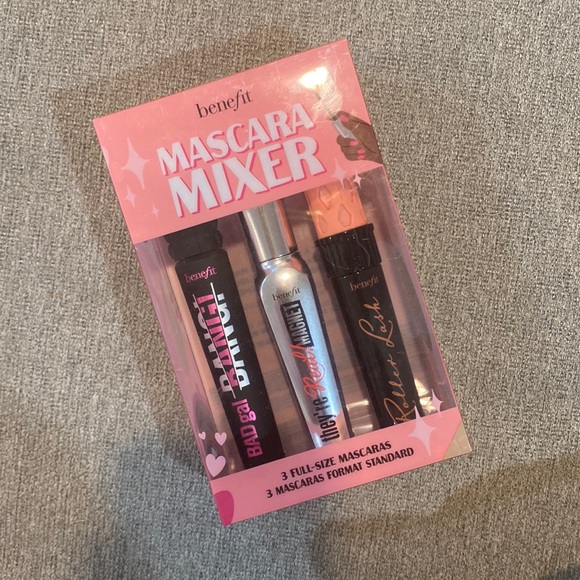 benefit
MASCARA
MIXER
benefit
BADgal BANG!
benefit
they're Real! MAGNET
benefit
Roller Lash
3 FULL-SIZE MASCARAS
3 MASCARAS FORMAT STANDARD